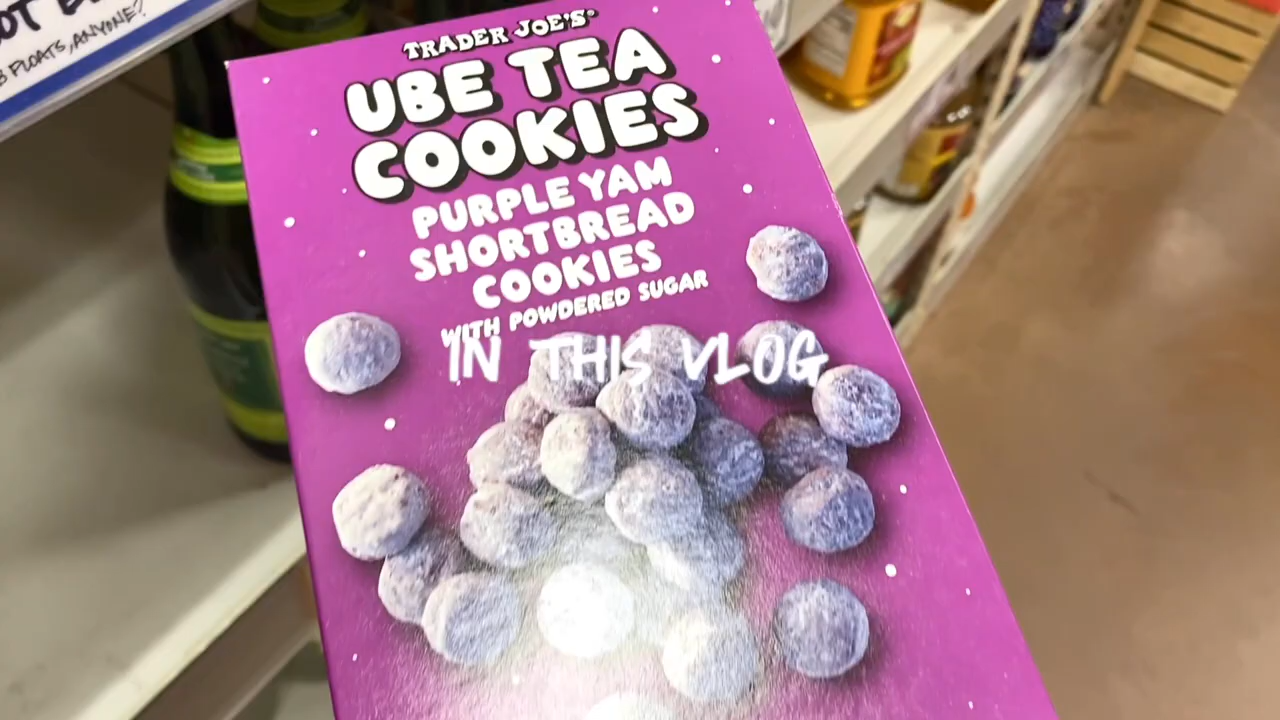 FLOATS, ANYONE?
TRADER JOE'S
UBE TEA
COOKIES
PURPLE YAM
SHORTBREAD
COOKIES
WITH POWDERED SUGAR
IN THIS VLOG